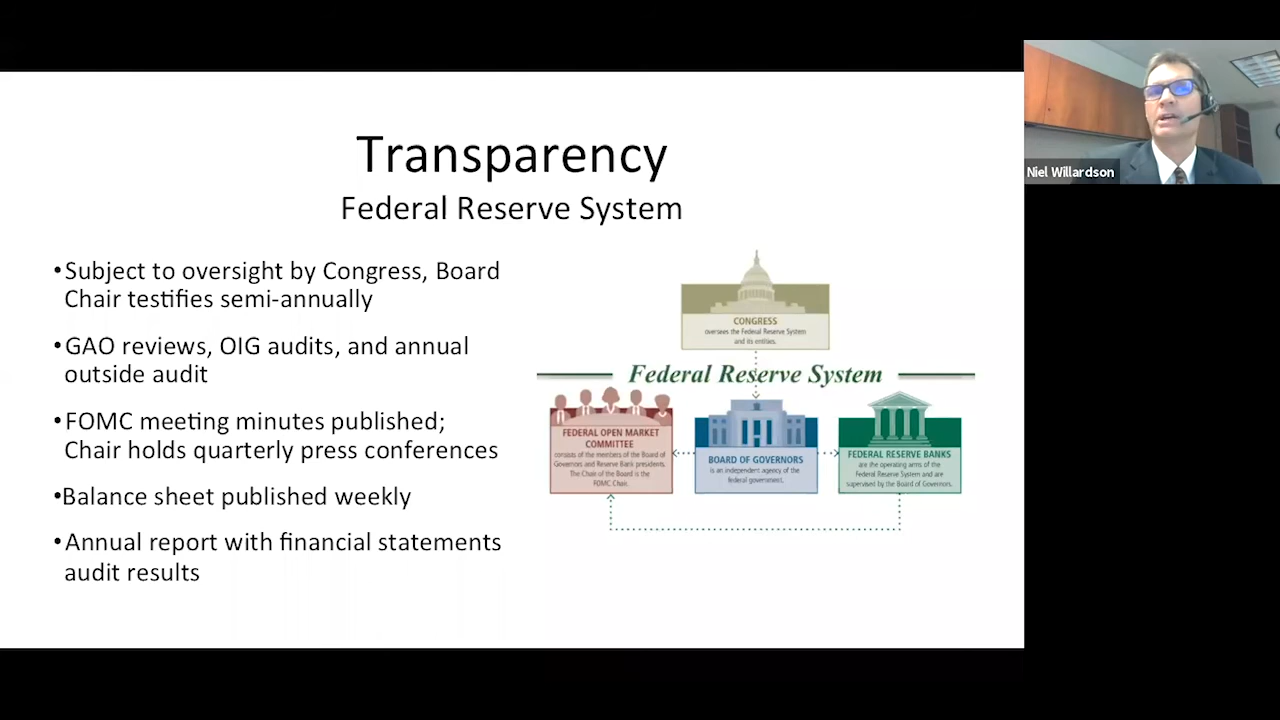 Transparency
Federal Reserve System
•Subject to oversight by Congress, Board
Chair testifies semi-annually
•GAO reviews, OIG audits, and annual
outside audit
•FOMC meeting minutes published;
Chair holds quarterly press conferences
•Balance sheet published weekly
•Annual report with financial statements
audit results
CONGRESS
oversees the Federal Reserve System
and its entities.
Federal Reserve System
FEDERAL OPEN MARKET
COMMITTEE
consists of the members of the Board of
Governors and Reserve Bank presidents.
The Chair of the Board is the
FOMC Chair.
BOARD OF GOVERNORS
is an independent agency of the
federal government.
FEDERAL RESERVE BANKS
are the operating arms of the
Federal Reserve System and are
supervised by the Board of Governors.
Niel Willardson